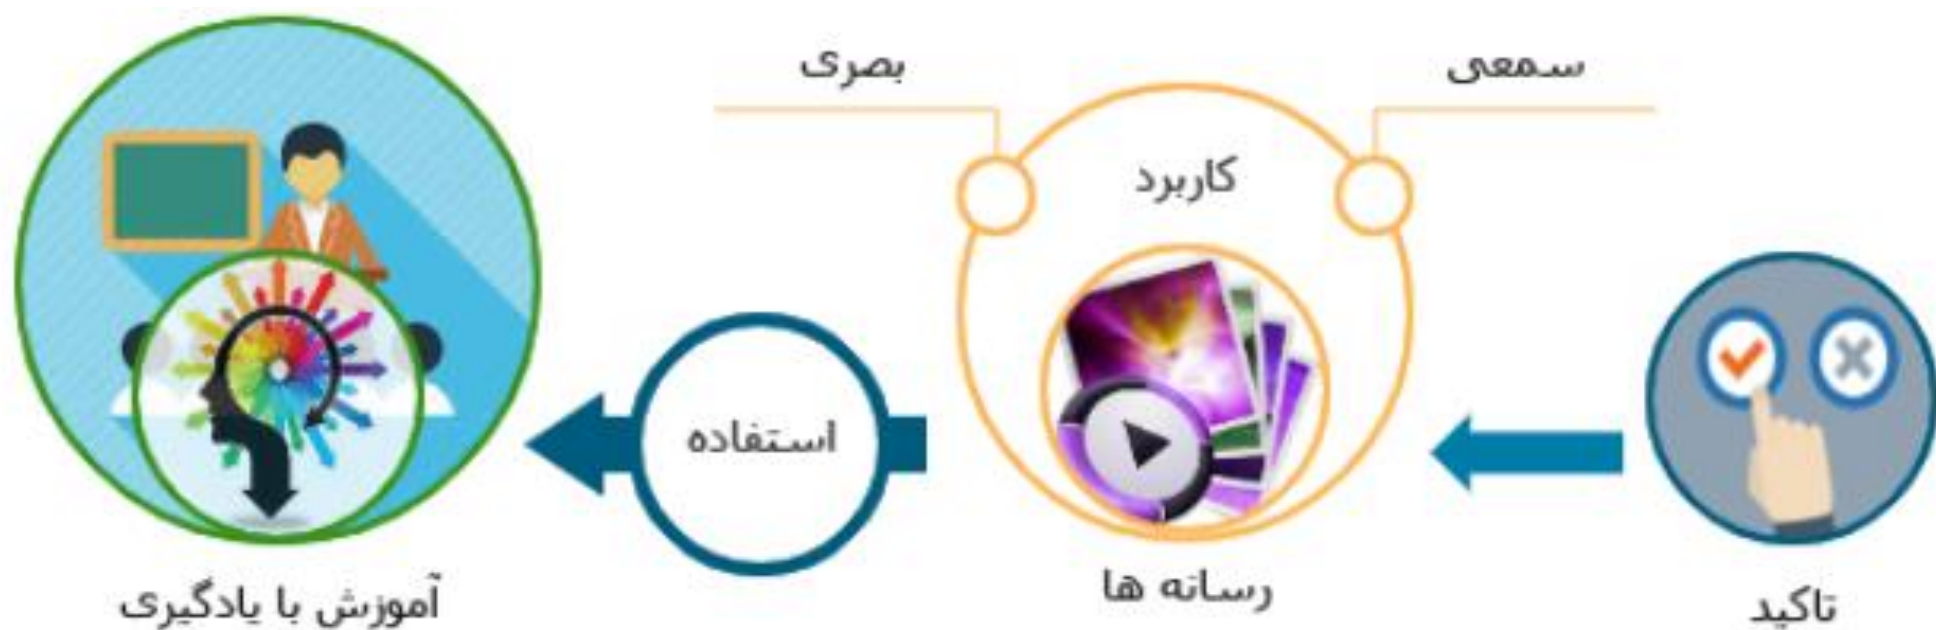 سمعی
بصری
کاربرد
استفاده
رسانه ها
تاکید
آموزش با یادگیری